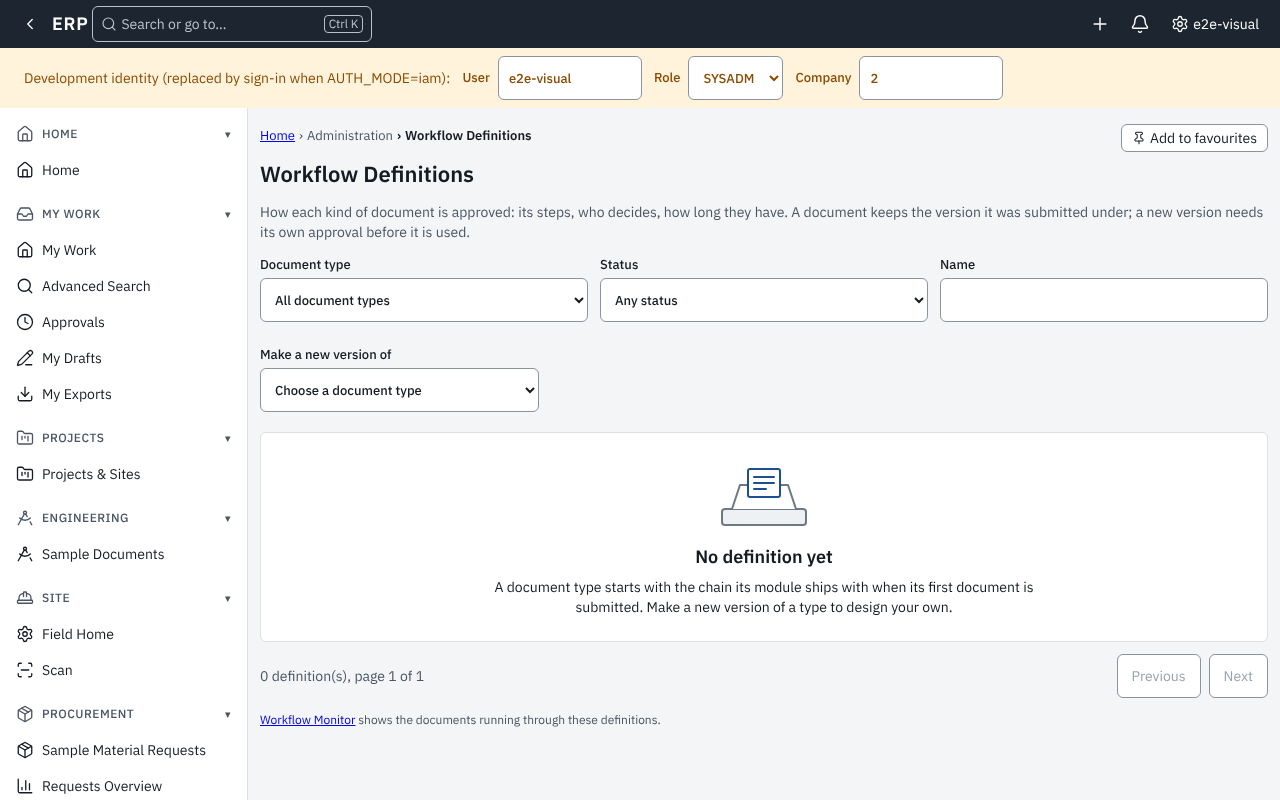 ERP
Search or go to...
Ctrl K
e2e-visual
Development identity (replaced by sign-in when AUTH_MODE=iam):
User
e2e-visual
Role
SYSADM
Company
2
HOME
Home
MY WORK
My Work
Advanced Search
Approvals
My Drafts
My Exports
PROJECTS
Projects & Sites
ENGINEERING
Sample Documents
SITE
Field Home
Scan
PROCUREMENT
Sample Material Requests
Requests Overview
Home › Administration › Workflow Definitions
Add to favourites
Workflow Definitions
How each kind of document is approved: its steps, who decides, how long they have. A document keeps the version it was submitted under; a new version needs
its own approval before it is used.
Document type
All document types
Status
Any status
Name
Make a new version of
Choose a document type
No definition yet
A document type starts with the chain its module ships with when its first document is
submitted. Make a new version of a type to design your own.
0 definition(s), page 1 of 1
Previous
Next
Workflow Monitor shows the documents running through these definitions.